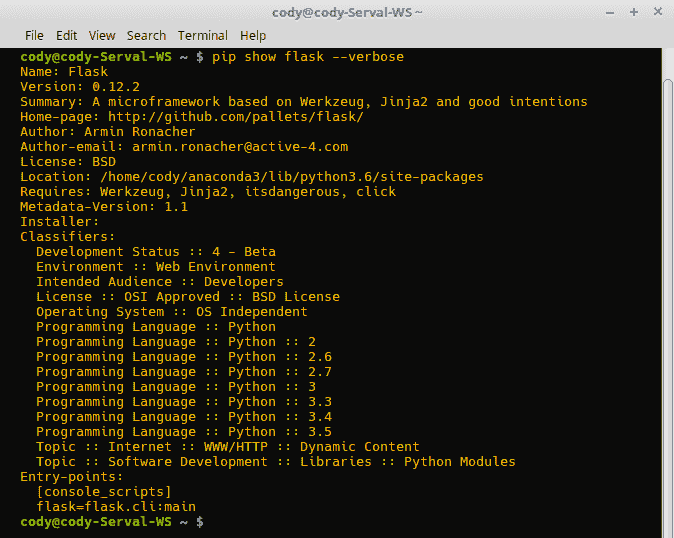 cody@cody-Serval-WS ~
File Edit View Search Terminal Help
cody@cody-Serval-WS ~ $ pip show flask --verbose
Name: Flask
Version: 0.12.2
Summary: A microframework based on Werkzeug, Jinja2 and good intentions
Home-page: http://github.com/pallets/flask/
Author: Armin Ronacher
Author-email: armin.ronacher@active-4.com
License: BSD
Location: /home/cody/anaconda3/lib/python3.6/site-packages
Requires: Werkzeug, Jinja2, itsdangerous, click
Metadata-Version: 1.1
Installer:
Classifiers:
  Development Status :: 4 - Beta
  Environment :: Web Environment
  Intended Audience :: Developers
  License :: OSI Approved :: BSD License
  Operating System :: OS Independent
  Programming Language :: Python
  Programming Language :: Python :: 2
  Programming Language :: Python :: 2.6
  Programming Language :: Python :: 2.7
  Programming Language :: Python :: 3
  Programming Language :: Python :: 3.3
  Programming Language :: Python :: 3.4
  Programming Language :: Python :: 3.5
  Topic :: Internet :: WWW/HTTP :: Dynamic Content
  Topic :: Software Development :: Libraries :: Python Modules
Entry-points:
  [console_scripts]
  flask=flask.cli:main
cody@cody-Serval-WS ~ $